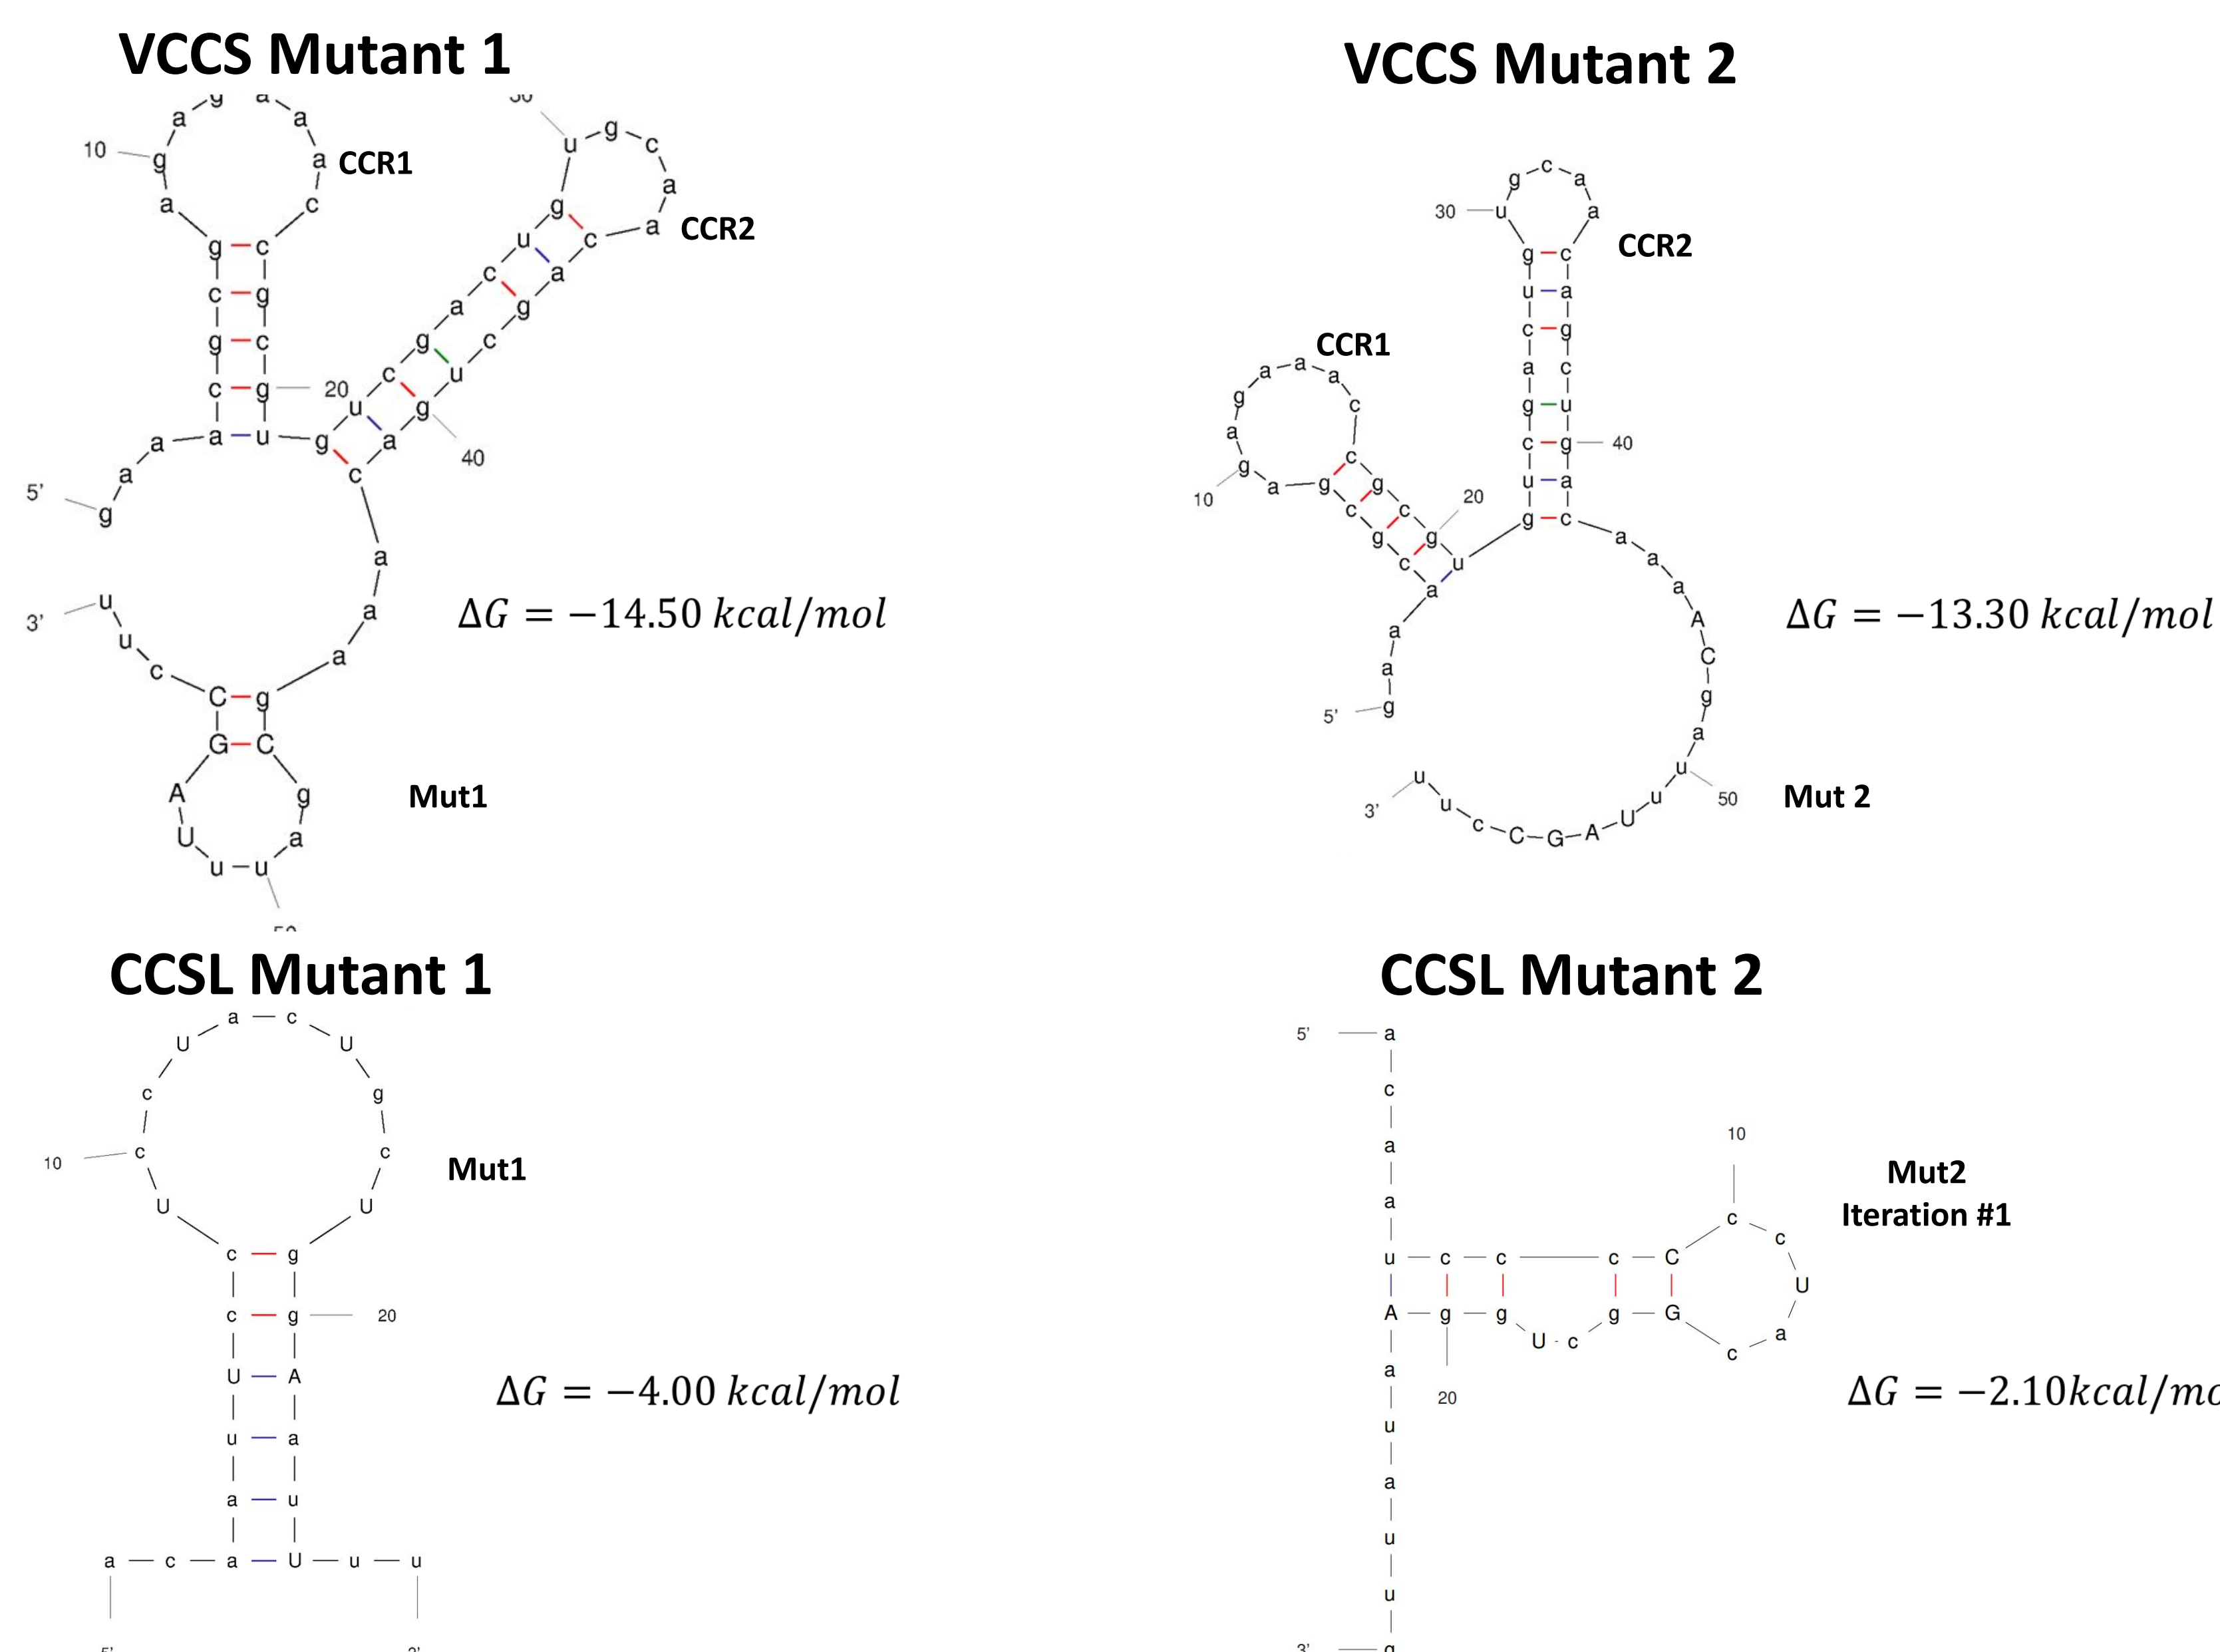 VCCS Mutant 1
5'
g a a a c g c g a g a g a a a c c g c g u g u c g a c u g u g c a a c a g c u g a c a a a g C g a u u U A G C c u u
3'
10
20
40
CCR1
CCR2
Mut1
ΔG = −14.50 kcal/mol
VCCS Mutant 2
5'
g a a a c g c g a g a g a a a c c g c g u g u c g a c u g u g c a a c a g c u g a c a a a A C g a u u U A G C c u u
3'
10
20
30
40
50
CCR1
CCR2
Mut 2
ΔG = −13.30 kcal/mol
CCSL Mutant 1
a c a a u U c c U c c U a c U g c U g g A a u U u u
10
20
Mut1
ΔG = −4.00 kcal/mol
CCSL Mutant 2
5'
a c a a u c c c C c c U a c G g c U g g A a u a u u g
3'
10
20
Mut2
Iteration #1
ΔG = −2.10kcal/mo